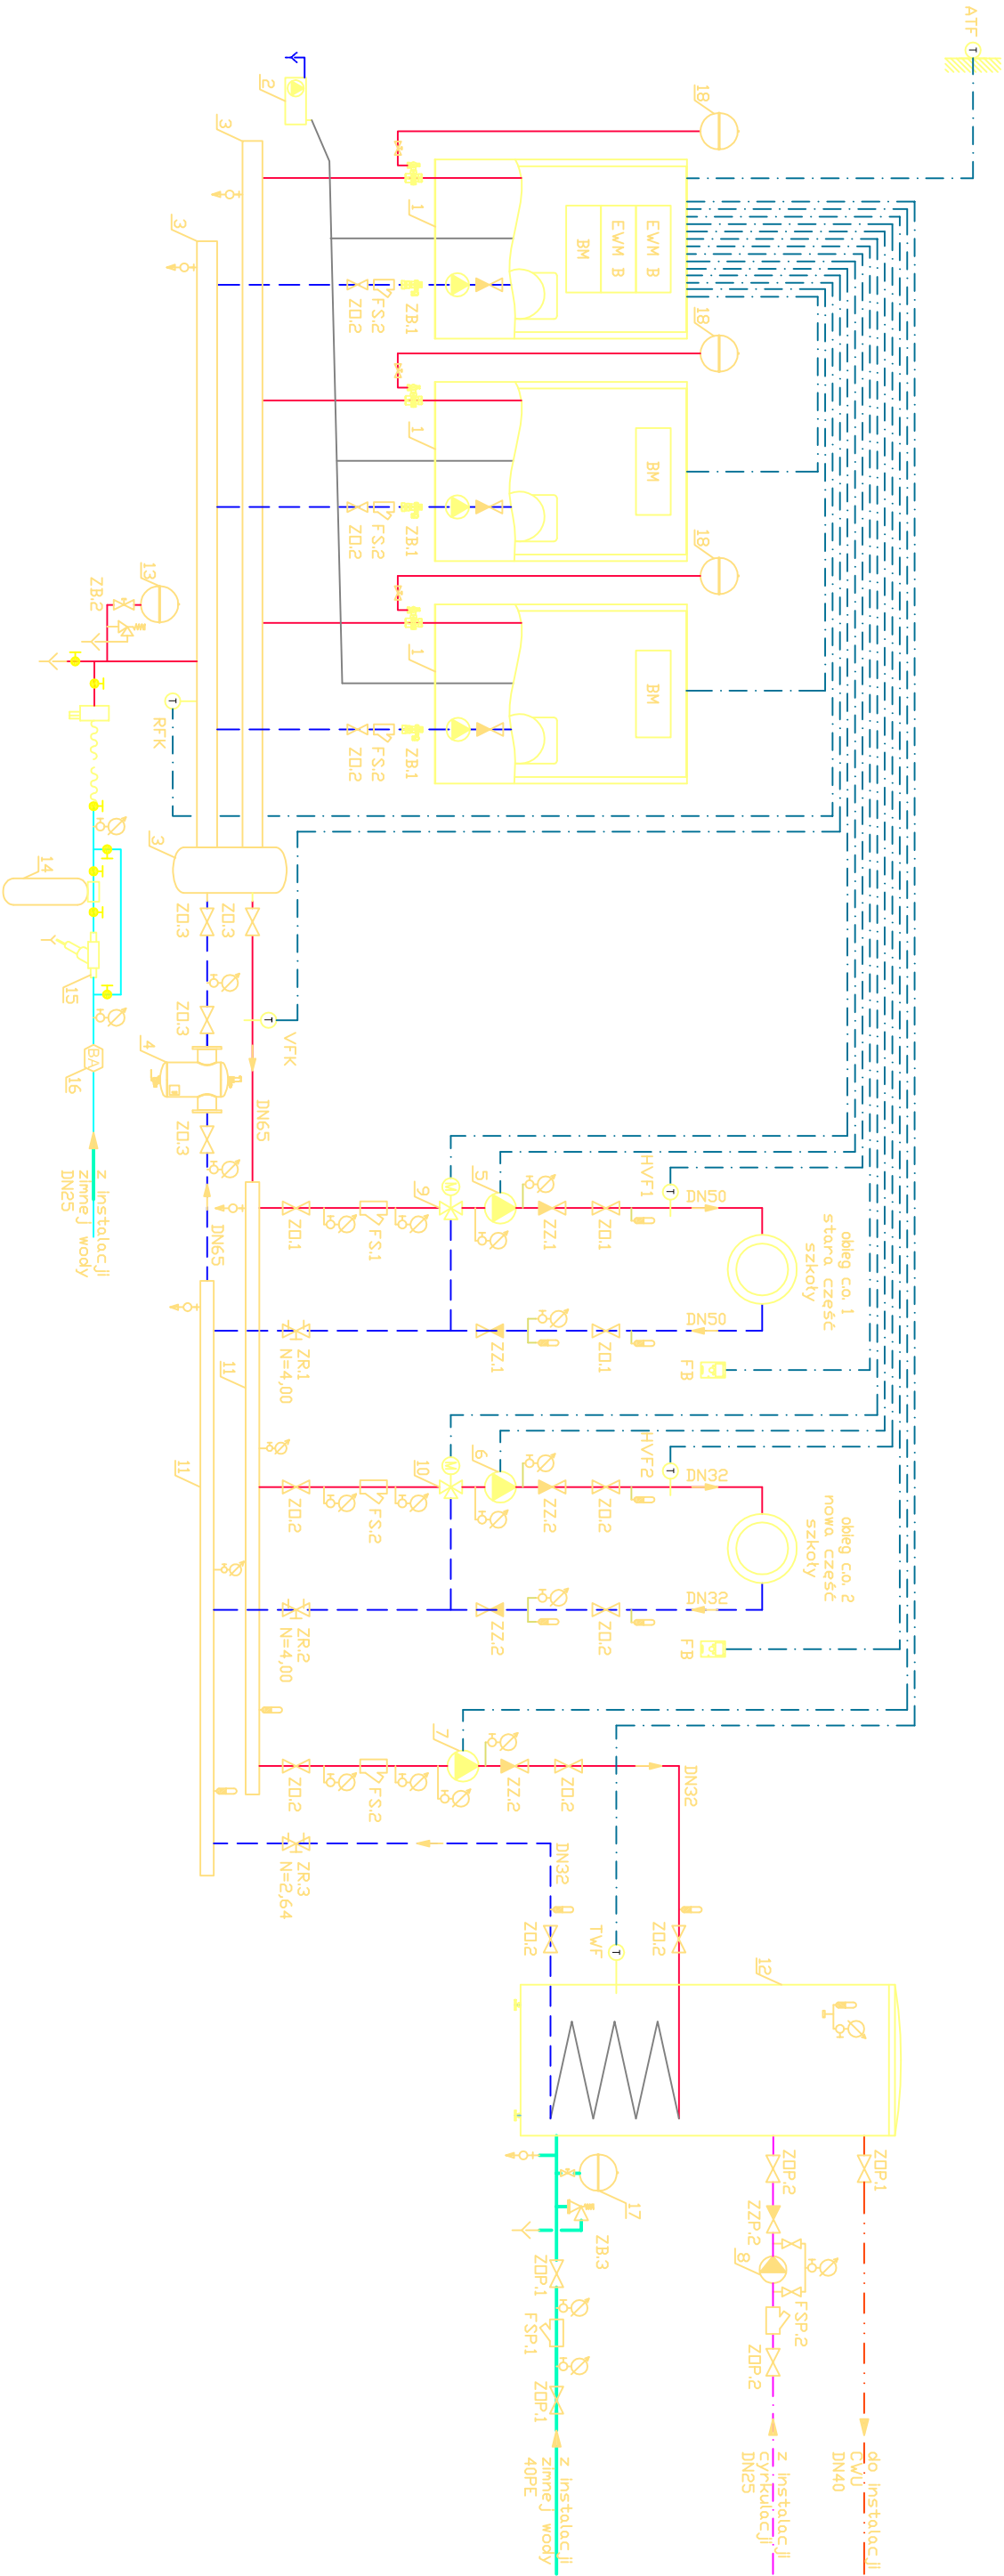 ATF
T
18
18
18
2
3
3
1
1
1
EWM B
EWM B
BM
BM
BM
ZB.1
FS.2
ZO.2
ZB.1
FS.2
ZO.2
ZB.1
FS.2
ZO.2
13
ZB.2
T
RFK
3
14
15
16
BA
ZO.3
ZO.3
ZO.3
4
ZO.3
T
VFK
DN65
DN65
z instalacji
zimnej wody
DN25
HVF1
T
DN50
5
9
M
ZO.1
FS.1
ZZ.1
ZO.1
obieg c.o. 1
stara część
szkoły
DN50
ZR.1
N=4,00
ZZ.1
ZO.1
FB
11
11
HVF2
T
DN32
6
10
M
ZO.2
FS.2
ZZ.2
ZO.2
obieg c.o. 2
nowa część
szkoły
DN32
ZR.2
N=4,00
ZZ.2
ZO.2
FB
7
ZO.2
FS.2
ZZ.2
ZO.2
DN32
ZR.3
N=2,64
DN32
ZO.2
TWF
T
ZO.2
12
ZOP.1
ZOP.2
ZZP.2
8
FSP.2
ZOP.2
17
ZB.3
ZOP.1
FSP.1
ZOP.1
do instalacji
CWU
DN40
z instalacji
cyrkulacji
DN25
z instalacji
zimnej wody
40PE